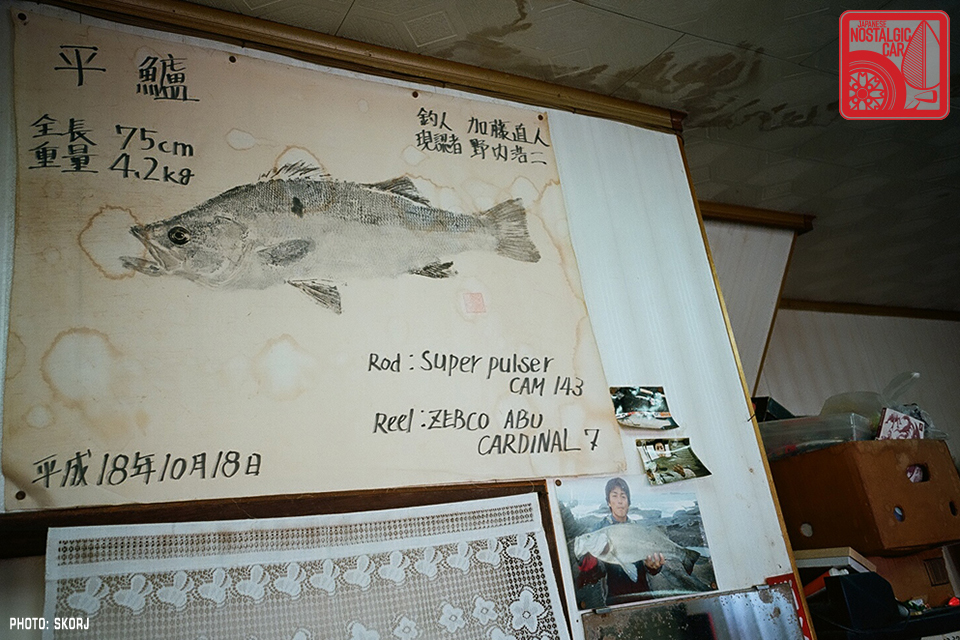 平 鱸
全長 75cm
重量 4.2kg
釣人 加藤直人
現認者 野内浩二
Rod : Super pulser
CAM 143
Reel : ZEBCO ABU
CARDINAL 7
平成18年10月18日
JAPANESE
NOSTALGIC
CAR
PHOTO: SKORJ